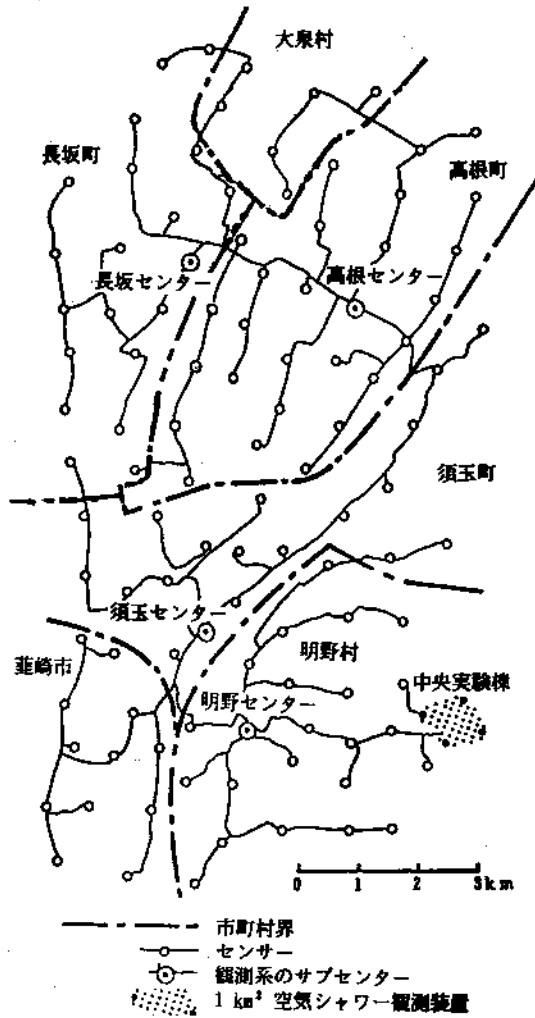 大泉村
長坂町
高根町
長坂センター
高根センター
須玉町
須玉センター
韮崎市
明野村
明野センター
中央実験棟
0 1 2 3km
市町村界
センサー
観測系のサブセンター
1 km² 空気シャワー観測装置